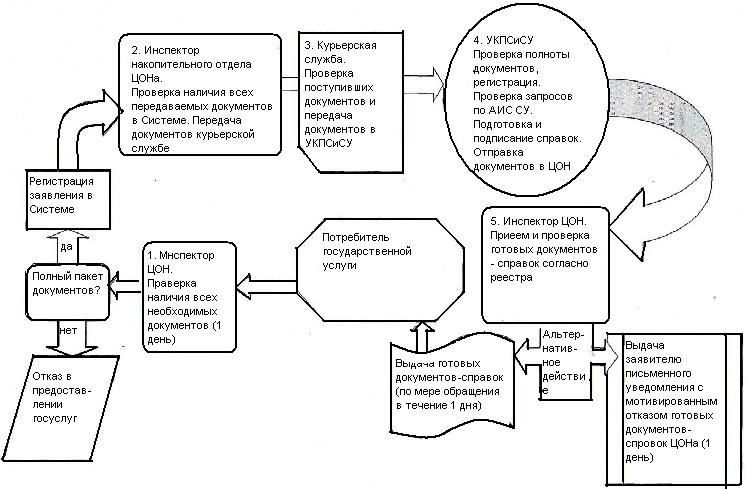 2. Инспектор
накопительного отдела
ЦОНа.
Проверка наличия всех
передаваемых документов
в Системе. Передача
документов курьерской
службе
3. Курьерская
служба.
Проверка
поступивших
документов и
передача
документов в
УКПСиСУ
4. УКПСиСУ
Проверка полноты
документов,
регистрация.
Проверка запросов
по АИС СУ.
Подготовка и
подписание справок.
Отправка
документов в ЦОН
Регистрация
заявления в
Системе
да
Полный пакет
документов?
нет
Отказ в
предостав-
лении
госуслуг
1. Мнспектор
ЦОН.
Праверка
наличия всех
необходимых
документов (1
день)
Потребитель
государственной
услуги
5. Инспектор ЦОН.
Приеем и проверка
готовых документов
- справок согласно
реестра
Выдача готовых
документов-справок
(по мере обращения
в течение 1 дня)
Альтер-
нативное
действи
е
Выдача
заявителю
письменного
уведомления с
мотивированным
отказом готовых
документов-
спровок ЦОНа (1
день)